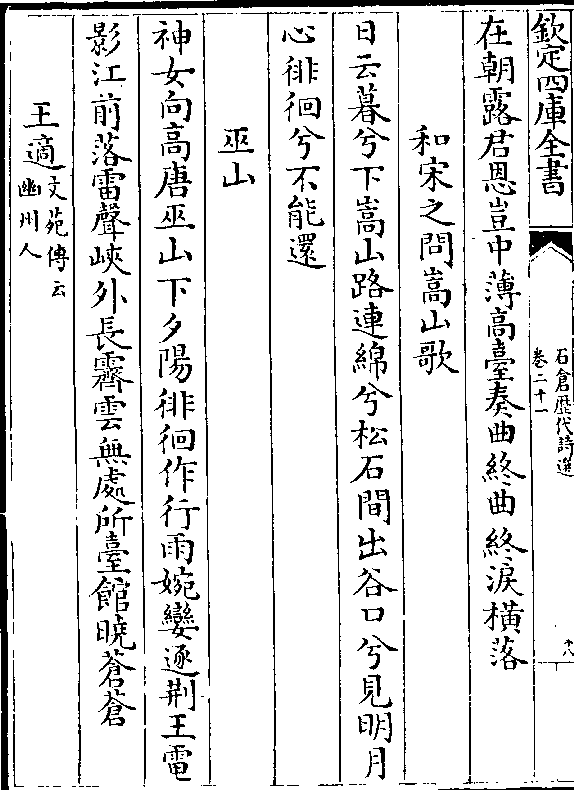 欽定四庫全書
石倉歴代詩選
卷二十一
十八
在朝露君恩豈中薄高臺奏曲終曲終淚橫落
和宋之問嵩山歌
日云暮兮下嵩山路連綿兮松石間出谷口兮見明月
心徘徊兮不能還
巫山
神女向高唐巫山下夕陽徘徊作行雨婉孌逐荆王電
影江前落雷聲峽外長霽雲無處所臺館曉蒼蒼
王適文苑傳云
幽州人